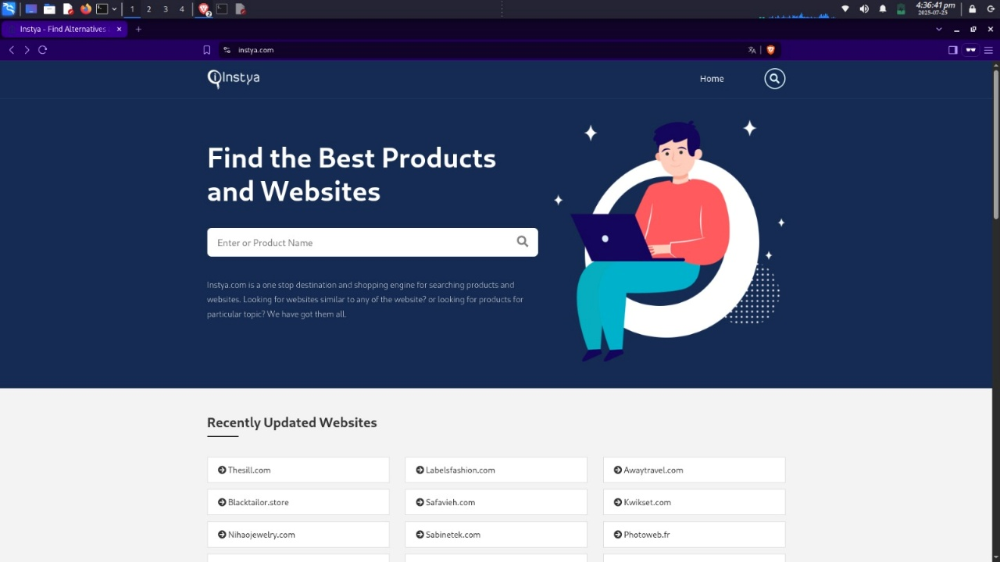 1 2 3 4
2
4:36:41 pm
2025-07-25
Instya - Find Alternatives
instya.com
Instya
Home
Find the Best Products
and Websites
Enter or Product Name
Instya.com is a one stop destination and shopping engine for searching products and
websites. Looking for websites similar to any of the website? or looking for products for
particular topic? We have got them all.
Recently Updated Websites
Thesill.com
Labelsfashion.com
Awaytravel.com
Blacktailor.store
Safavieh.com
Kwikset.com
Nihaojewelry.com
Sabinetek.com
Photoweb.fr